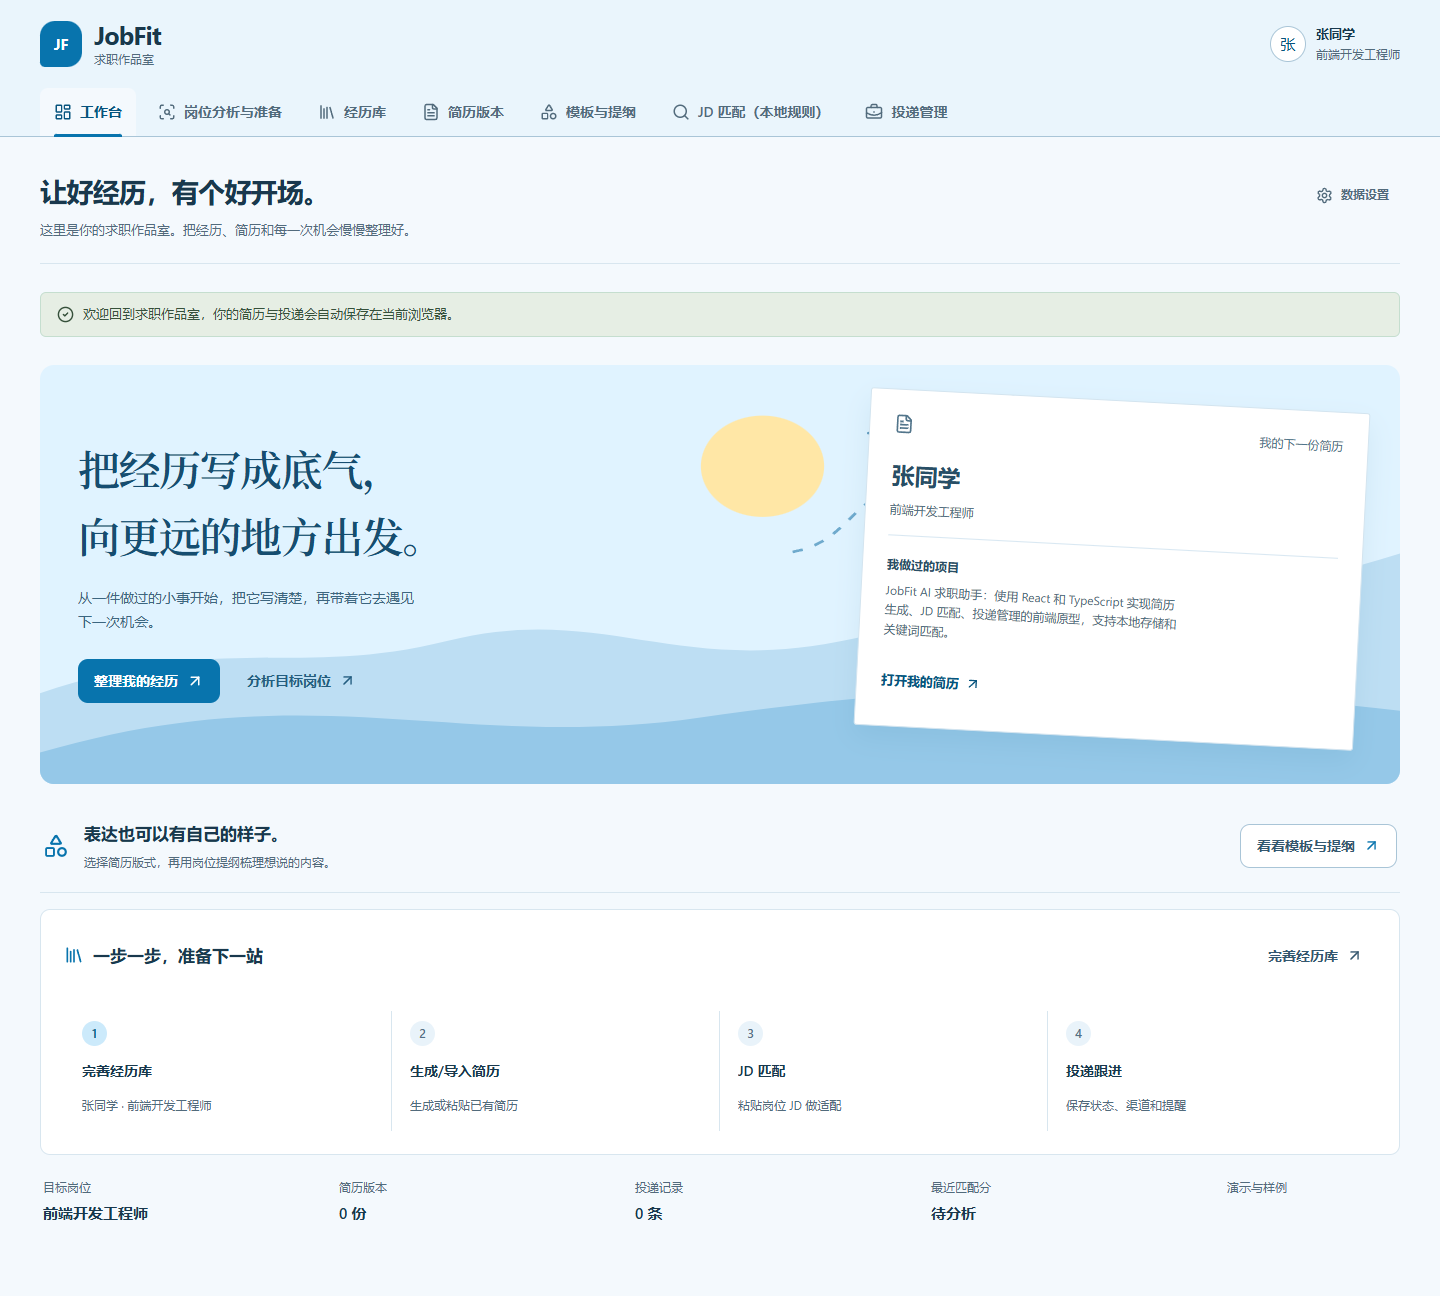 JF
JobFit
求职作品室
张
张同学
前端开发工程师
工作台
岗位分析与准备
经历库
简历版本
模板与提纲
JD 匹配（本地规则）
投递管理
让好经历，有个好开场。
数据设置
这里是你的求职作品室。把经历、简历和每一次机会慢慢整理好。
欢迎回到求职作品室，你的简历与投递会自动保存在当前浏览器。
把经历写成底气，
向更远的地方出发。
从一件做过的小事开始，把它写清楚，再带着它去遇见
下一次机会。
整理我的经历
分析目标岗位
我的下一份简历
张同学
前端开发工程师
我做过的项目
JobFit AI 求职助手：使用 React 和 TypeScript 实现简历
生成、JD 匹配、投递管理的前端原型，支持本地存储和
关键词匹配。
打开我的简历
表达也可以有自己的样子。
选择简历版式，再用岗位提纲梳理想说的内容。
看看模板与提纲
一步一步，准备下一站
完善经历库
1
完善经历库
张同学 · 前端开发工程师
2
生成/导入简历
生成或粘贴已有简历
3
JD 匹配
粘贴岗位 JD 做适配
4
投递跟进
保存状态、渠道和提醒
目标岗位
前端开发工程师
简历版本
0 份
投递记录
0 条
最近匹配分
待分析
演示与样例